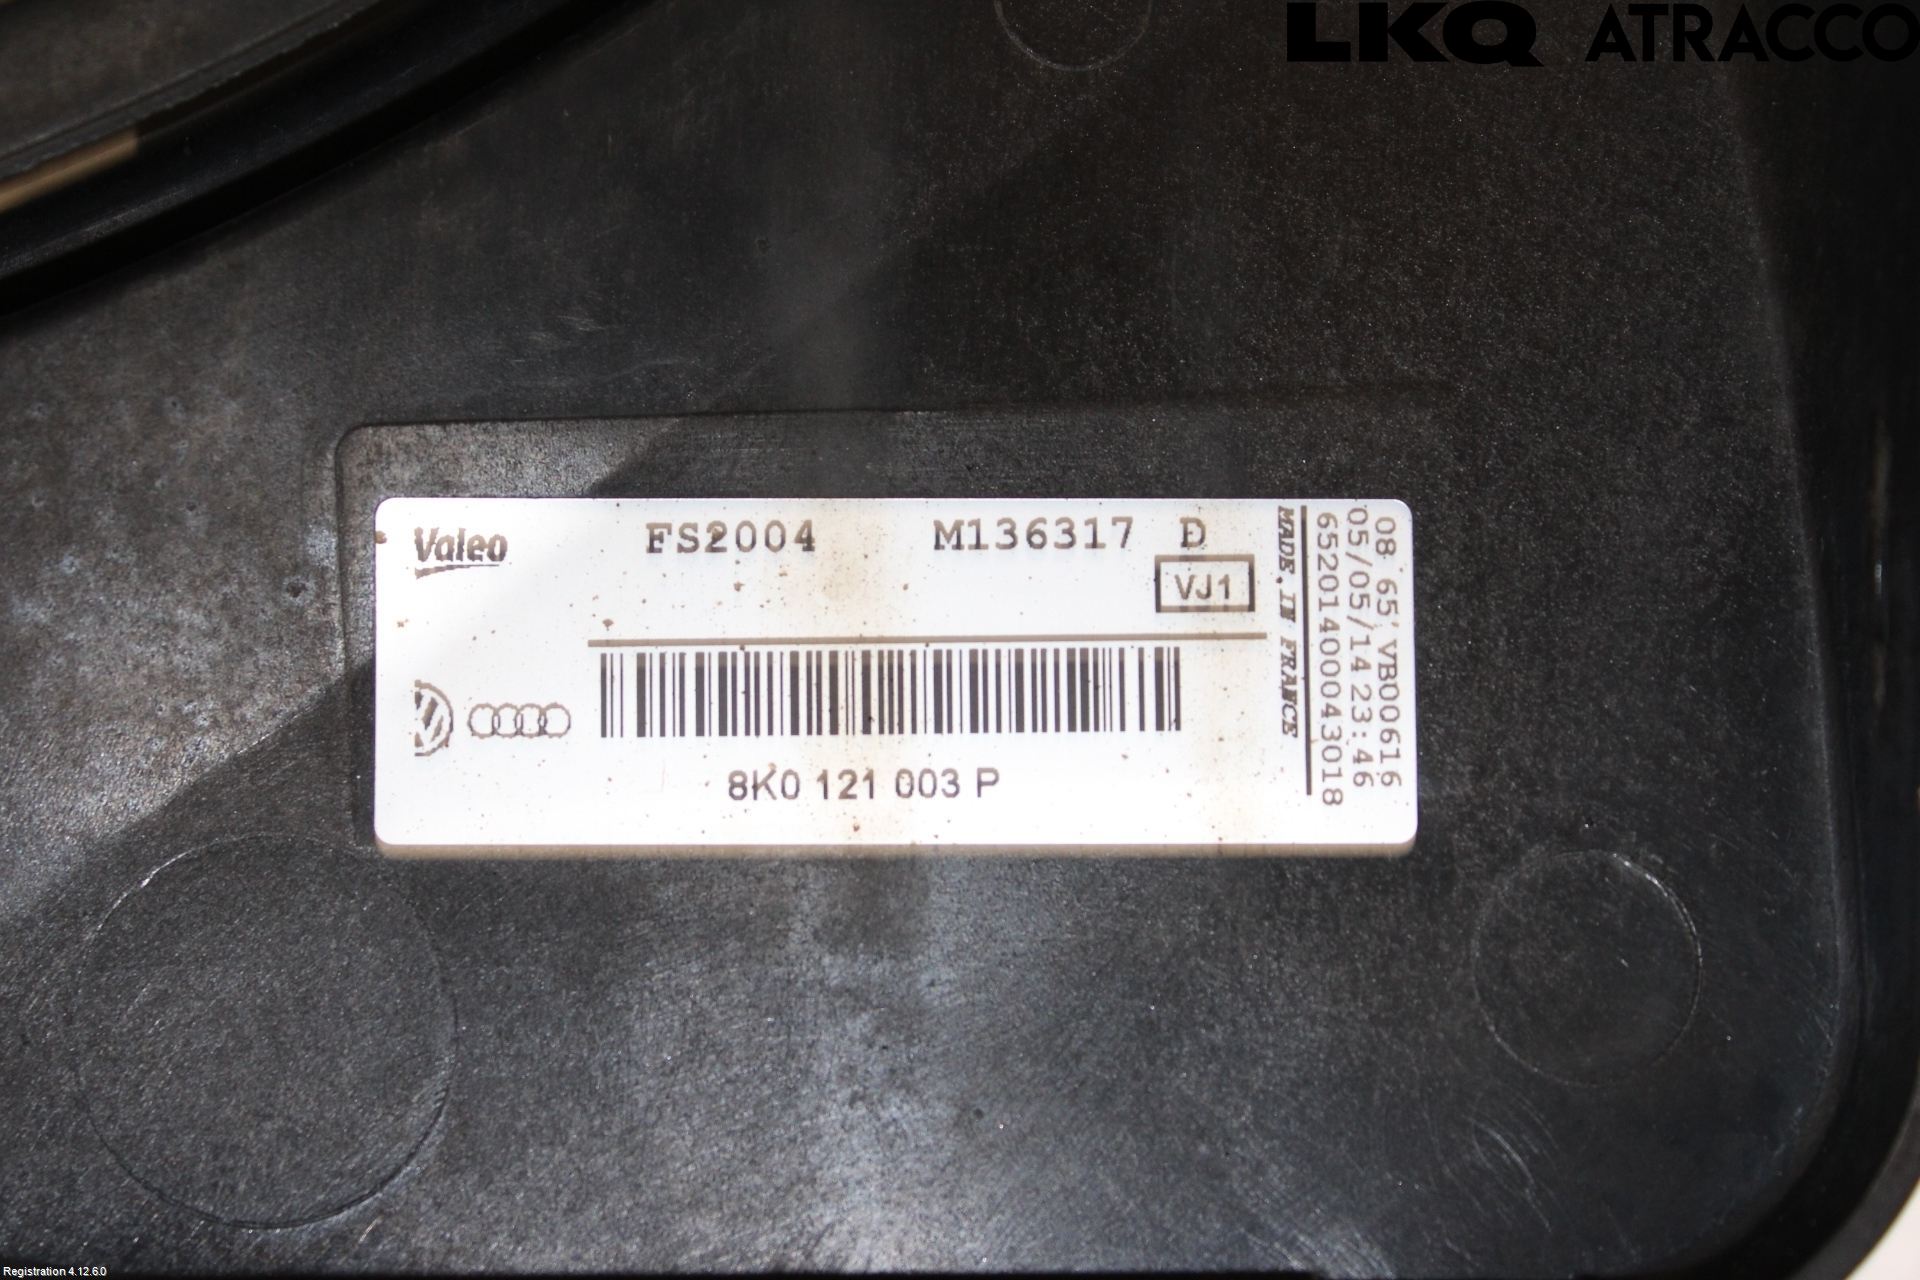 LKQ ATRACCO
Valeo FS2004 M136317 D
VJ1
8K0 121 003 P
MADE IN FRANCE
08 65' VB00616
05/05/14 23:46
65201400043018
Registration 4.12.6.0